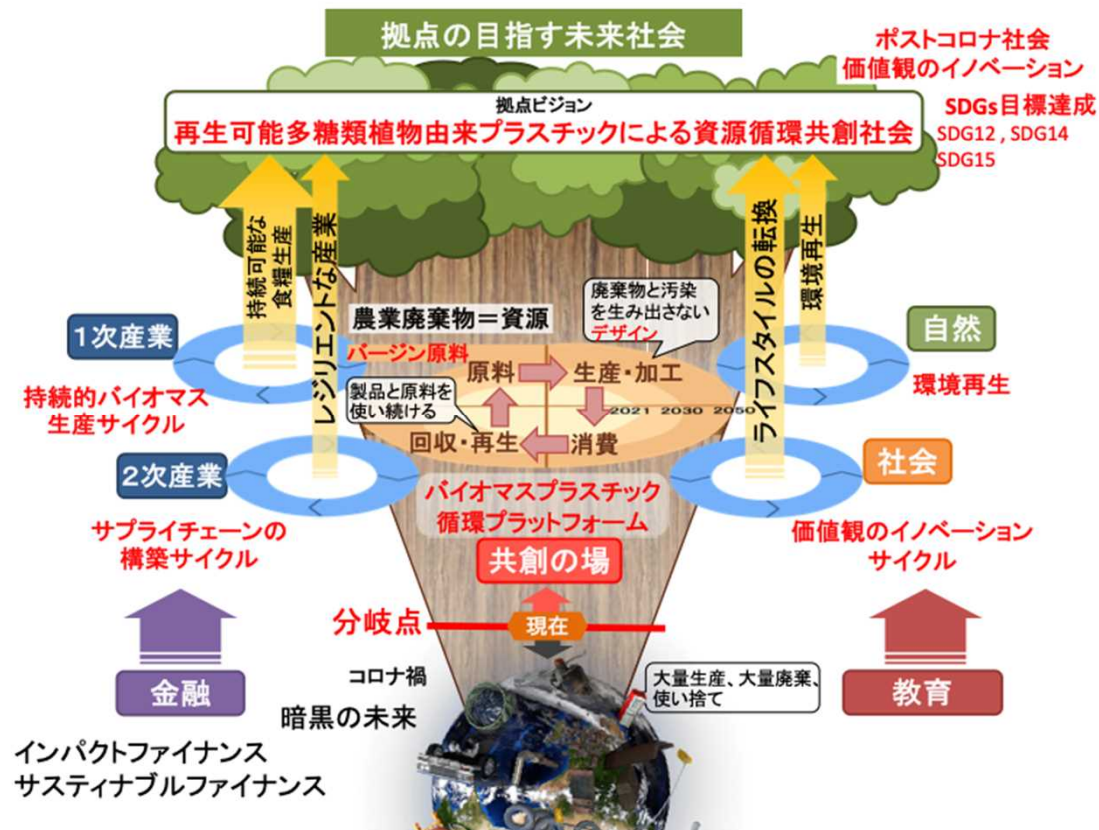 拠点の目指す未来社会
ポストコロナ社会
価値観のイノベーション
拠点ビジョン
再生可能多糖類植物由来プラスチックによる資源循環共創社会
SDGs目標達成
SDG12 , SDG14
SDG15
持続可能な
食糧生産
レジリエントな産業
ライフスタイルの転換
環境再生
農業廃棄物＝資源
廃棄物と汚染
を生み出さない
デザイン
1次産業
自然
バージン原料
原料
生産・加工
持続的バイオマス
生産サイクル
環境再生
製品と原料を
使い続ける
2021 2030 2050
回収・再生
消費
2次産業
社会
バイオマスプラスチック
循環プラットフォーム
サプライチェーンの
構築サイクル
価値観のイノベーション
サイクル
共創の場
分岐点
現在
コロナ禍
大量生産、大量廃棄、
使い捨て
金融
教育
暗黒の未来
インパクトファイナンス
サスティナブルファイナンス